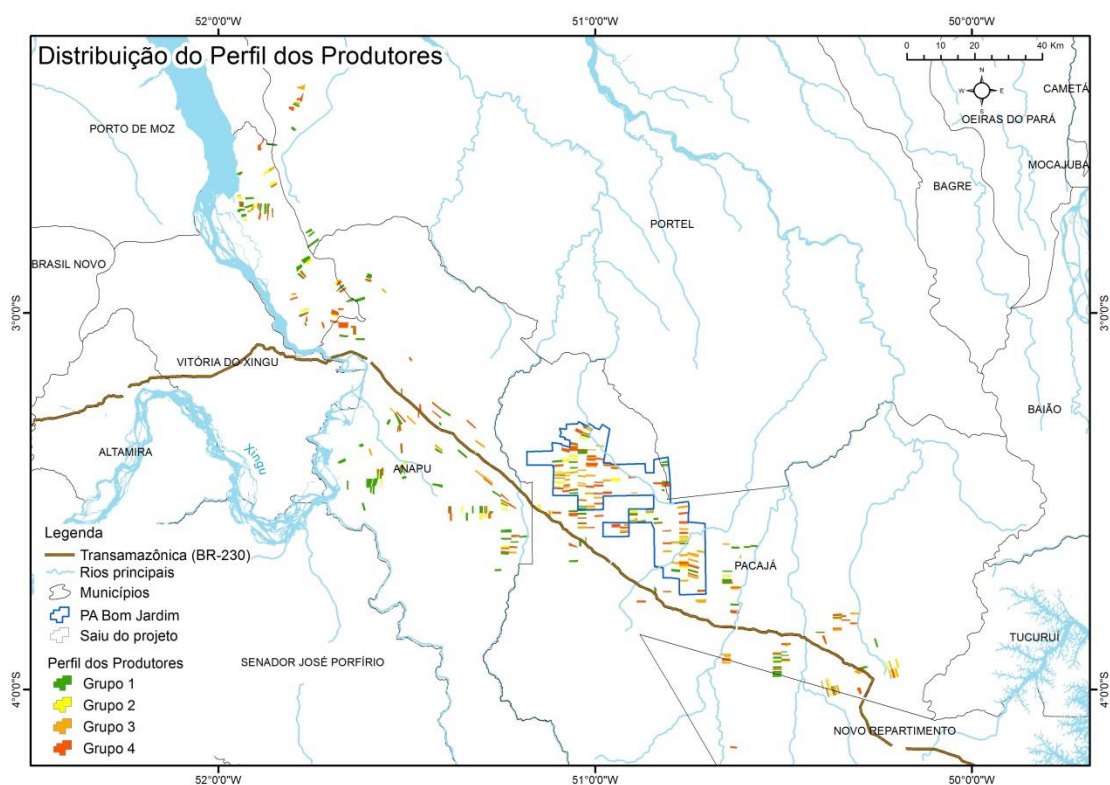 52°0'0"W
51°0'0"W
50°0'0"W
Distribuição do Perfil dos Produtores
0 10 20 40 Km
N
W E
S
CAMETÁ
OEIRAS DO PARÁ
PORTO DE MOZ
MOCAJUBA
BAGRE
PORTEL
BRASIL NOVO
3°0'0"S
3°0'0"S
VITÓRIA DO XINGU
BAIÃO
ALTAMIRA
Xingu
ANAPU
Legenda
Transamazônica (BR-230)
Rios principais
Municípios
PA Bom Jardim
Saiu do projeto
PACAJÁ
TUCURUÍ
SENADOR JOSÉ PORFÍRIO
Perfil dos Produtores
Grupo 1
Grupo 2
Grupo 3
Grupo 4
4°0'0"S
4°0'0"S
NOVO REPARTIMENTO
52°0'0"W
51°0'0"W
50°0'0"W